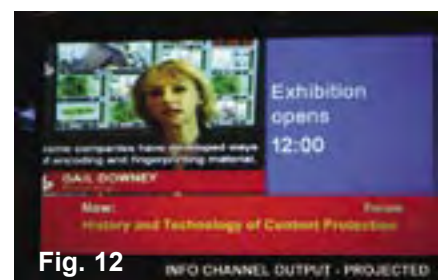 Exhibition
opens
12:00
some companies have developed ways
of encoding and fingerprinting material.
GAIL DOWNEY
Now: Forum
History and Technology of Content Protection
Fig. 12
INFO CHANNEL OUTPUT - PROJECTED